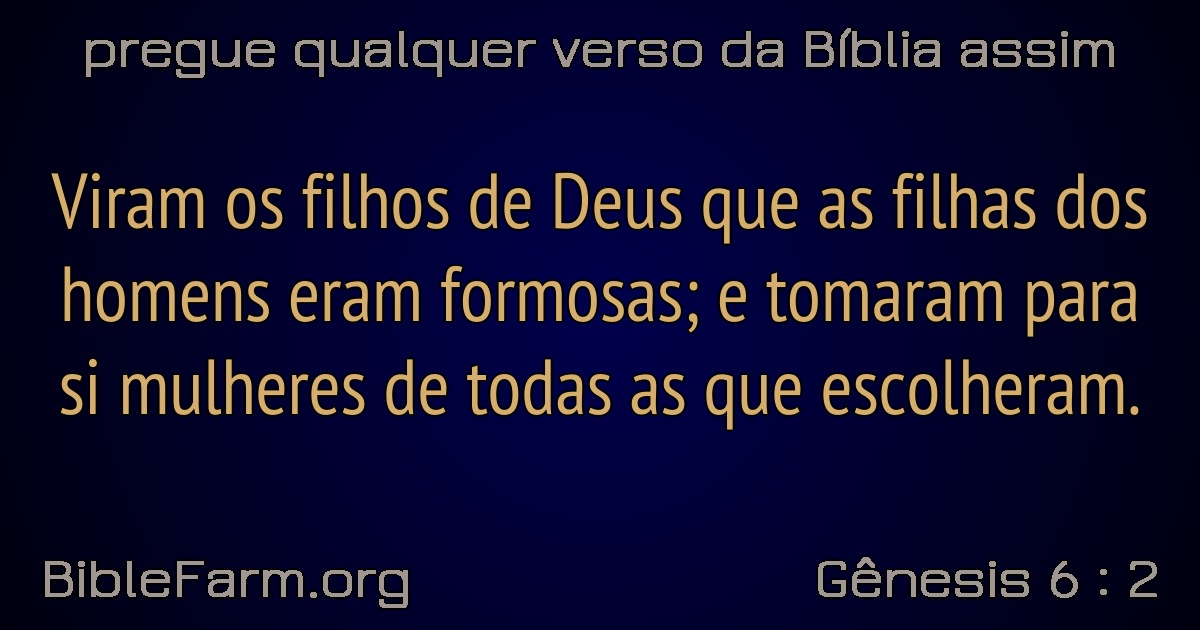 pregue qualquer verso da Bíblia assim
Viram os filhos de Deus que as filhas dos
homens eram formosas; e tomaram para
si mulheres de todas as que escolheram.
BibleFarm.org
Gênesis 6 : 2